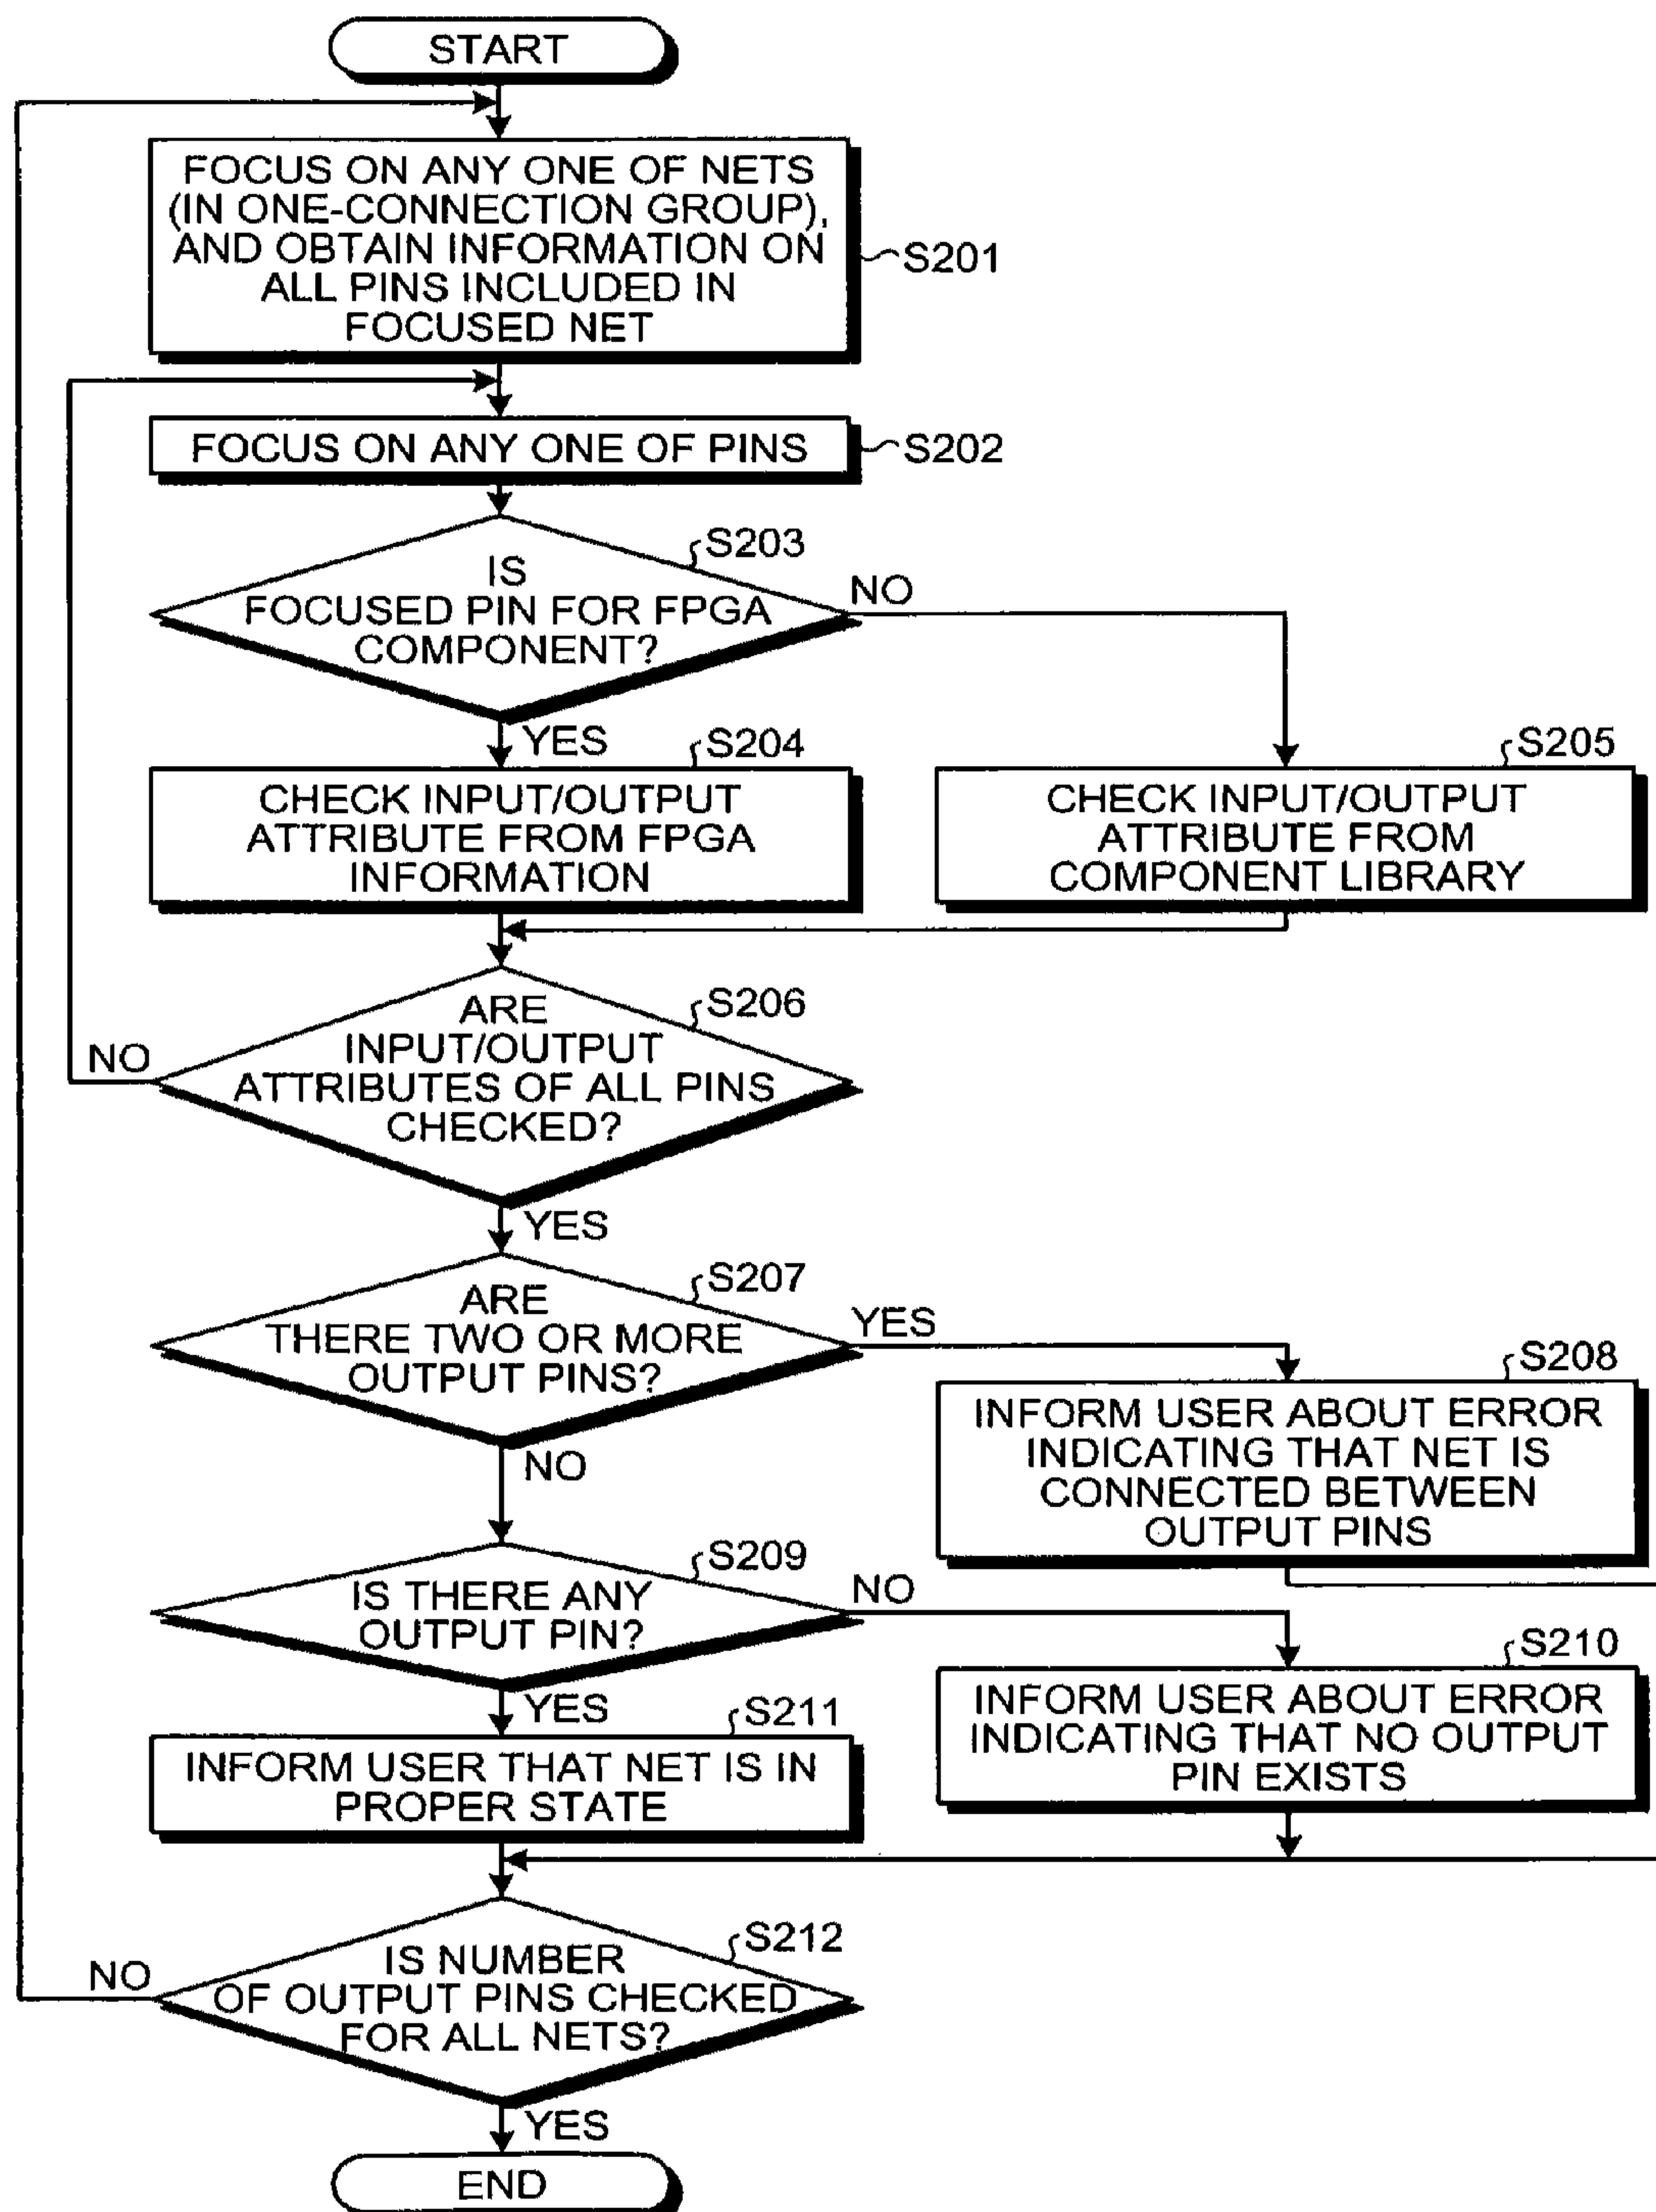 START
FOCUS ON ANY ONE OF NETS
(IN ONE-CONNECTION GROUP),
AND OBTAIN INFORMATION ON
ALL PINS INCLUDED IN
FOCUSED NET
S201
FOCUS ON ANY ONE OF PINS
S202
S203
IS
FOCUSED PIN FOR FPGA
COMPONENT?
NO
YES
S204
CHECK INPUT/OUTPUT
ATTRIBUTE FROM FPGA
INFORMATION
S205
CHECK INPUT/OUTPUT
ATTRIBUTE FROM
COMPONENT LIBRARY
S206
ARE
INPUT/OUTPUT
ATTRIBUTES OF ALL PINS
CHECKED?
NO
YES
S207
ARE
THERE TWO OR MORE
OUTPUT PINS?
YES
NO
S208
INFORM USER ABOUT ERROR
INDICATING THAT NET IS
CONNECTED BETWEEN
OUTPUT PINS
S209
IS THERE ANY
OUTPUT PIN?
NO
YES
S210
INFORM USER ABOUT ERROR
INDICATING THAT NO OUTPUT
PIN EXISTS
S211
INFORM USER THAT NET IS IN
PROPER STATE
S212
IS NUMBER
OF OUTPUT PINS CHECKED
FOR ALL NETS?
NO
YES
END